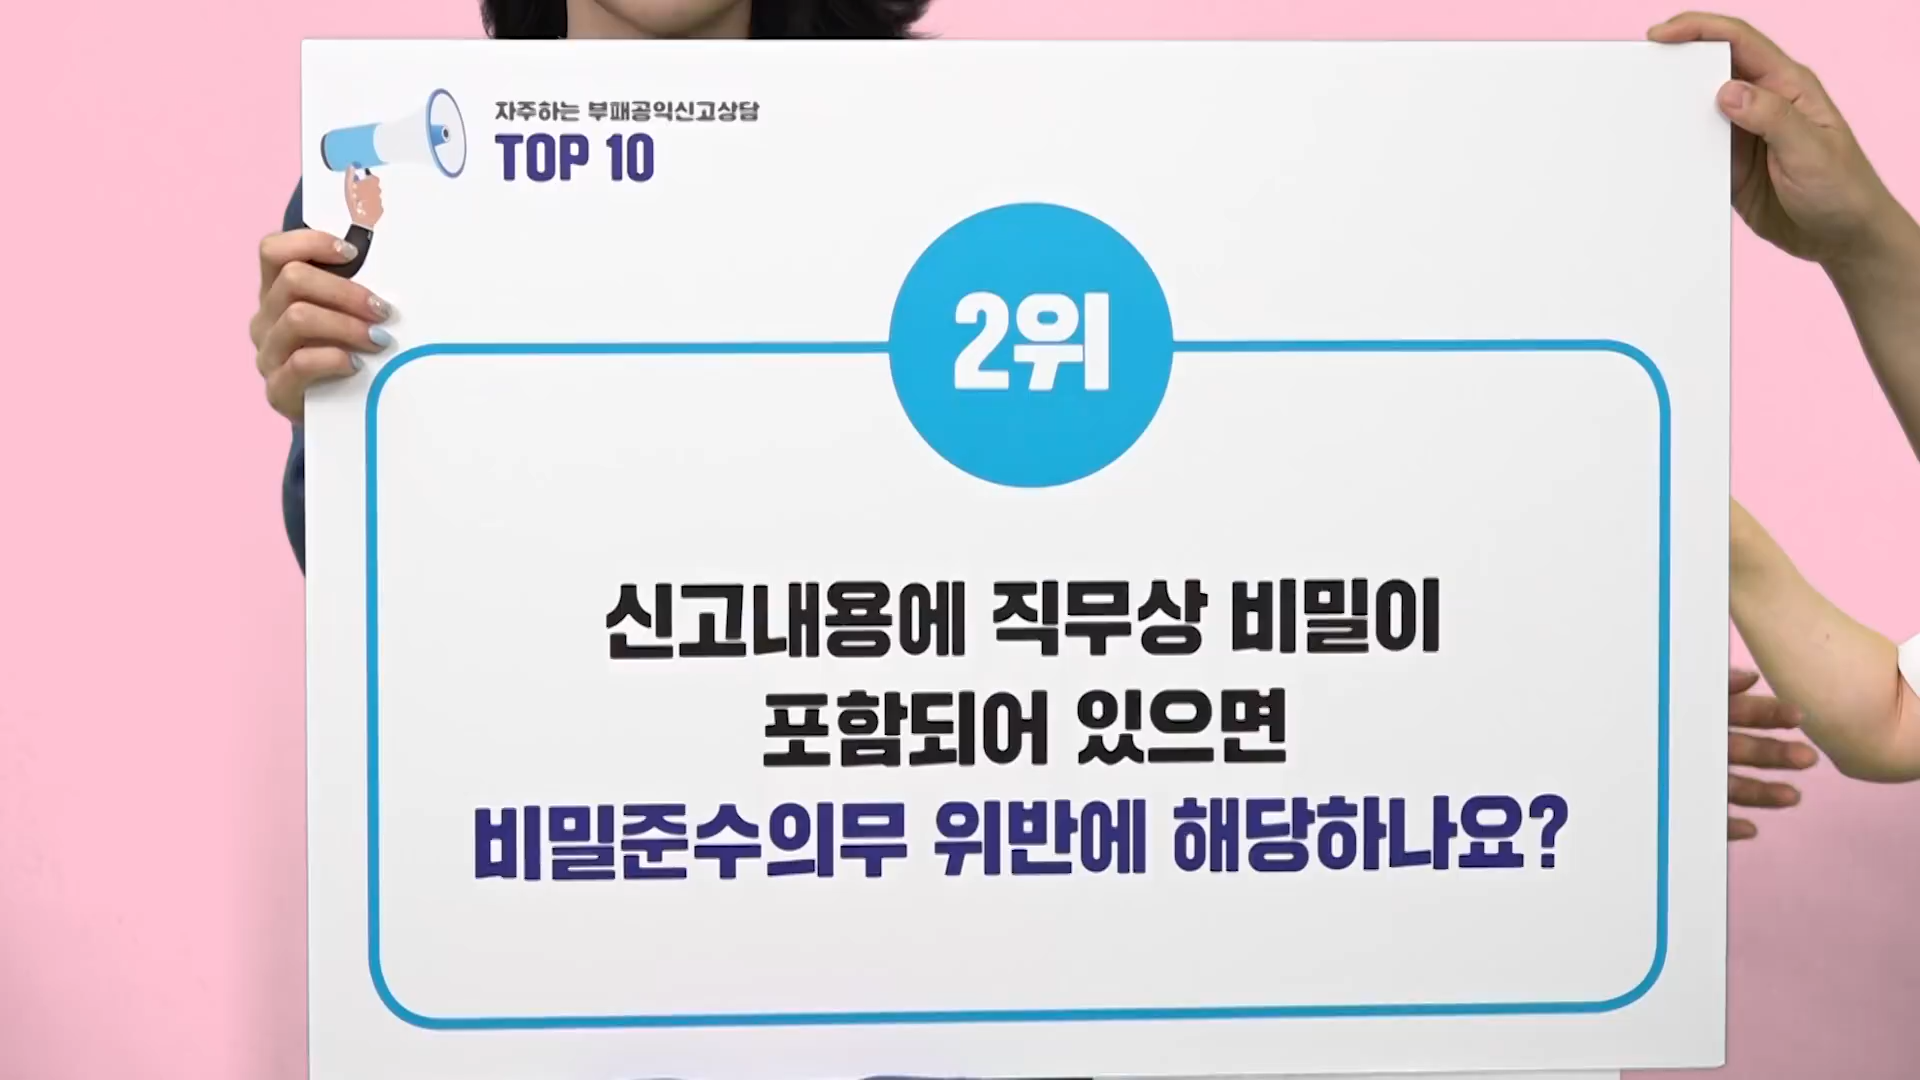 자주하는 부패공익신고상담
TOP 10
2위
신고내용에 직무상 비밀이
포함되어 있으면
비밀준수의무 위반에 해당하나요?